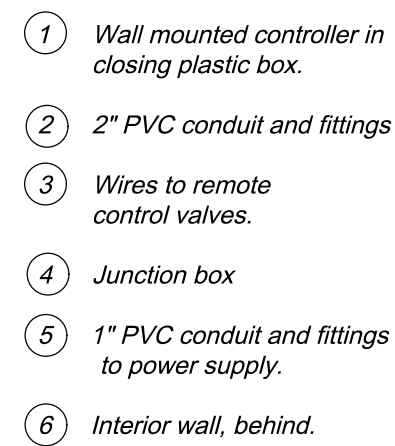 1 Wall mounted controller in
closing plastic box.
2 2" PVC conduit and fittings
3 Wires to remote
control valves.
4 Junction box
5 1" PVC conduit and fittings
to power supply.
6 Interior wall, behind.